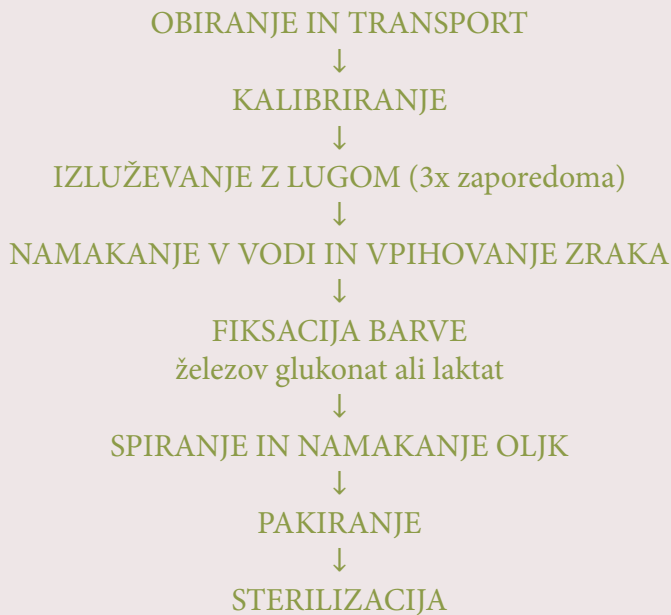 OBIRANJE IN TRANSPORT
↓
KALIBRIRANJE
↓
IZLUŽEVANJE Z LUGOM (3x zaporedoma)
↓
NAMAKANJE V VODI IN VPIHOVANJE ZRAKA
↓
FIKSACIJA BARVE
železov glukonat ali laktat
↓
SPIRANJE IN NAMAKANJE OLJK
↓
PAKIRANJE
↓
STERILIZACIJA